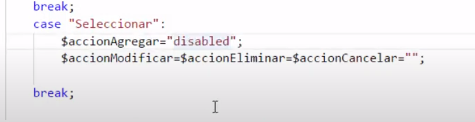 break;
case "Seleccionar":
$accionAgregar="disabled";
$accionModificar=$accionEliminar=$accionCancelar="";
break;